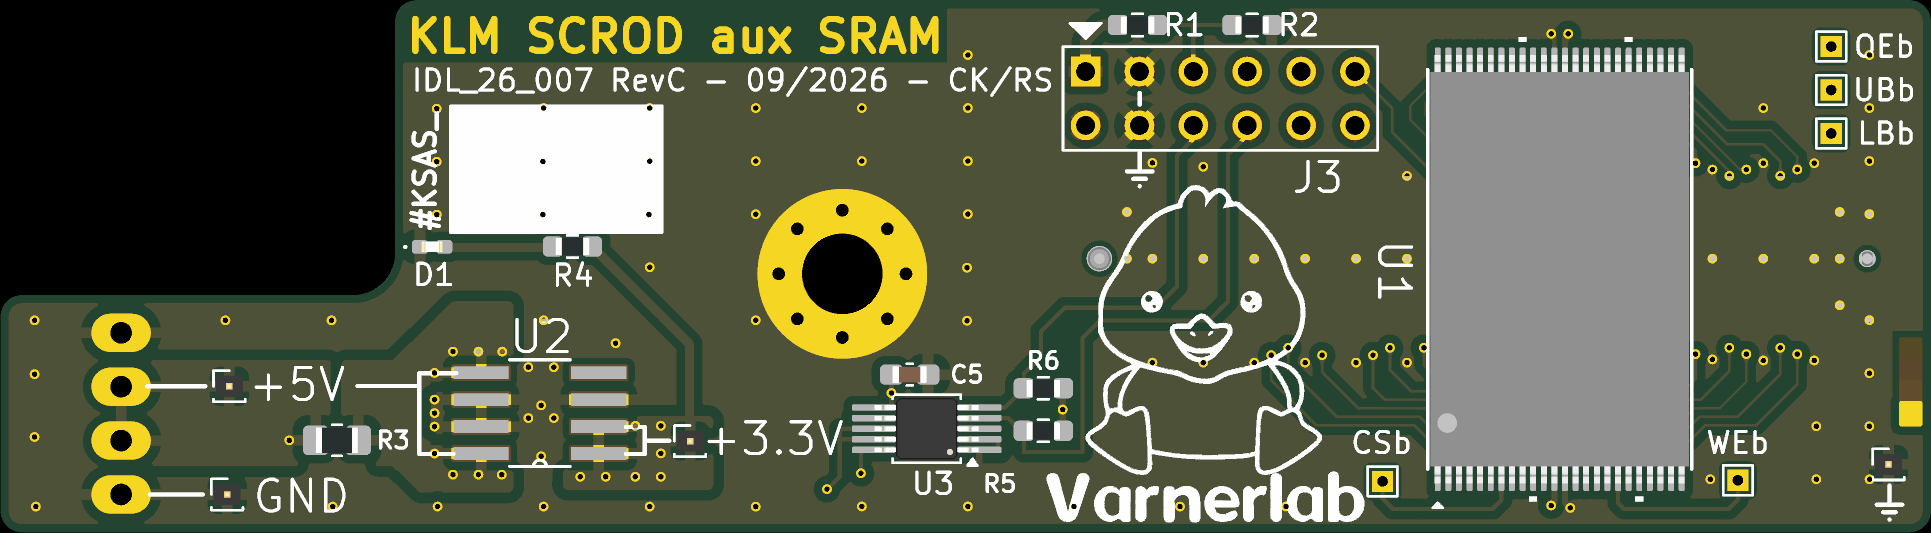 KLM SCROD aux SRAM
IDL_26_007 RevC - 09/2026 - CK/RS
#KSAS_
R1
R2
J3
OEb
UBb
LBb
D1
R4
U1
U2
+5V
R3
GND
+3.3V
C5
U3
R5
R6
CSb
WEb
Varnerlab